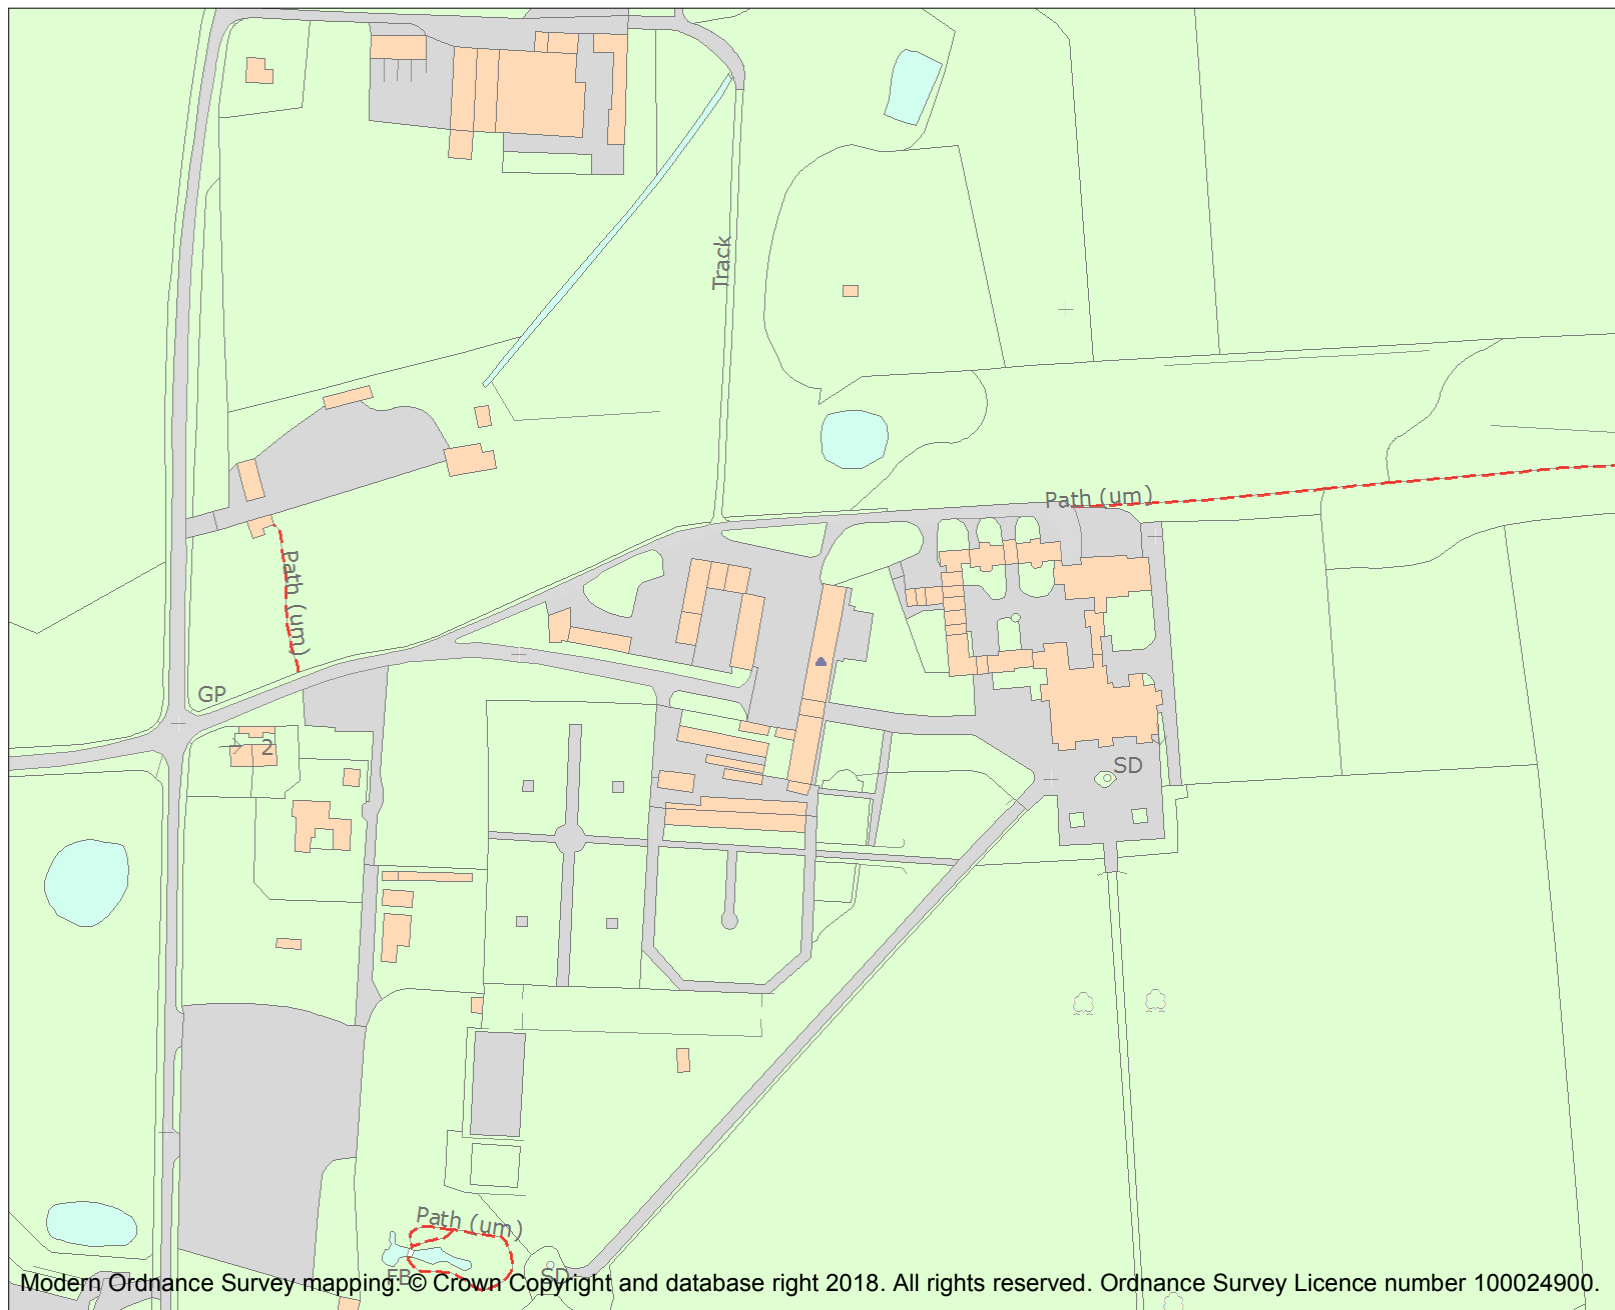 Track
Path (um)
Path (um)
GP
2
SD
Path (um)
FB
SD
Modern Ordnance Survey mapping: © Crown Copyright and database right 2018. All rights reserved. Ordnance Survey Licence number 100024900.